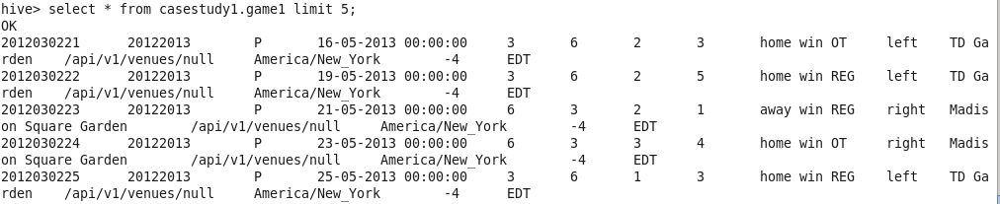 hive> select * from casestudy1.game1 limit 5;
OK
2012030221 20122013 P 16-05-2013 00:00:00 3 6 2 3 home win OT left TD Ga
rden /api/v1/venues/null America/New_York -4 EDT
2012030222 20122013 P 19-05-2013 00:00:00 3 6 2 5 home win REG left TD Ga
rden /api/v1/venues/null America/New_York -4 EDT
2012030223 20122013 P 21-05-2013 00:00:00 6 3 2 1 away win REG right Madis
on Square Garden /api/v1/venues/null America/New_York -4 EDT
2012030224 20122013 P 23-05-2013 00:00:00 6 3 3 4 home win OT right Madis
on Square Garden /api/v1/venues/null America/New_York -4 EDT
2012030225 20122013 P 25-05-2013 00:00:00 3 6 1 3 home win REG left TD Ga
rden /api/v1/venues/null America/New_York -4 EDT